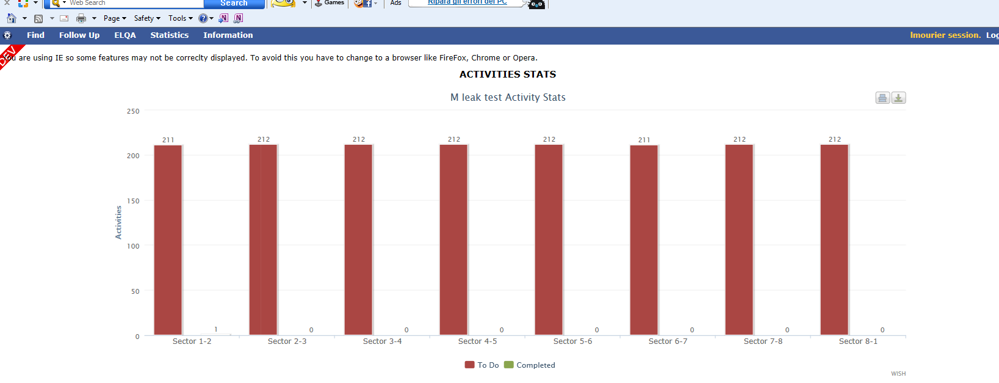 Web Search Search Games Ads Ripara gli errori del PC
Page Safety Tools
Find Follow Up ELQA Statistics Information lmourier session.
DEV
are using IE so some features may not be correclty displayed. To avoid this you have to change to a browser like FireFox, Chrome or Opera.
ACTIVITIES STATS
M leak test Activity Stats
250
211 212 212 212 212 211 212 212
200
150
Activities
100
50
1 0 0 0 0 0 0 0
0
Sector 1-2 Sector 2-3 Sector 3-4 Sector 4-5 Sector 5-6 Sector 6-7 Sector 7-8 Sector 8-1
To Do Completed
WISH